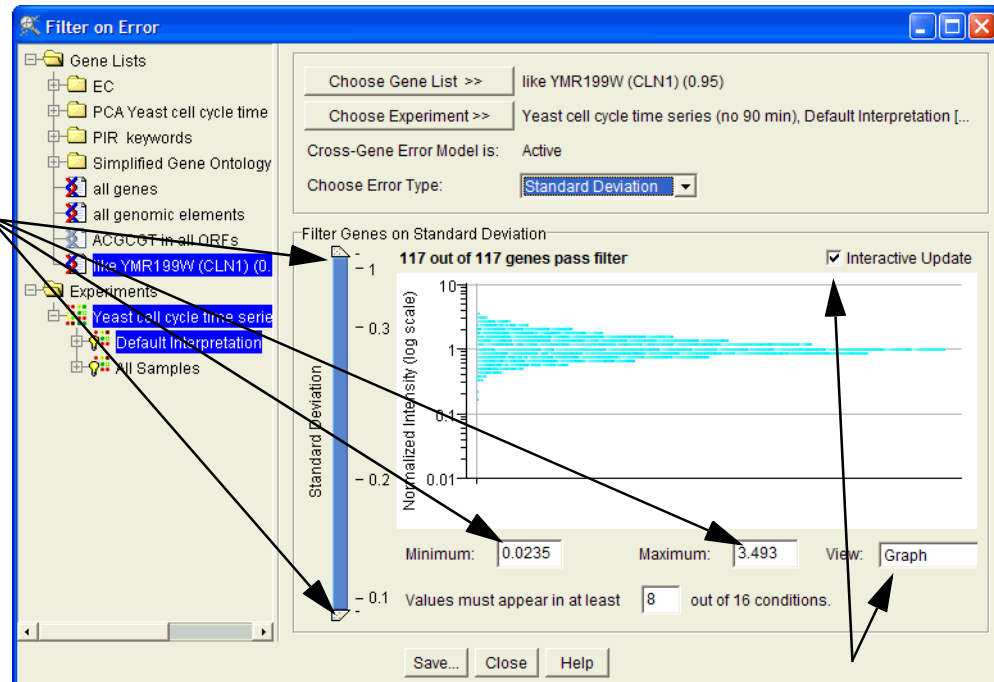 Filter on Error
Gene Lists
EC
PCA Yeast cell cycle time
PIR keywords
Simplified Gene Ontology
all genes
all genomic elements
ACGCGT in all ORFs
like YMR199W (CLN1) (0.
Experiments
Yeast cell cycle time serie
Default Interpretation
All Samples
Choose Gene List >> like YMR199W (CLN1) (0.95)
Choose Experiment >> Yeast cell cycle time series (no 90 min), Default Interpretation [...
Cross-Gene Error Model is: Active
Choose Error Type: Standard Deviation
Filter Genes on Standard Deviation
117 out of 117 genes pass filter
Interactive Update
Standard Deviation
1
0.3
0.2
0.1
Normalized Intensity (log scale)
10
1
0.1
0.01
Minimum: 0.0235 Maximum: 3.493 View: Graph
Values must appear in at least 8 out of 16 conditions.
Save... Close Help